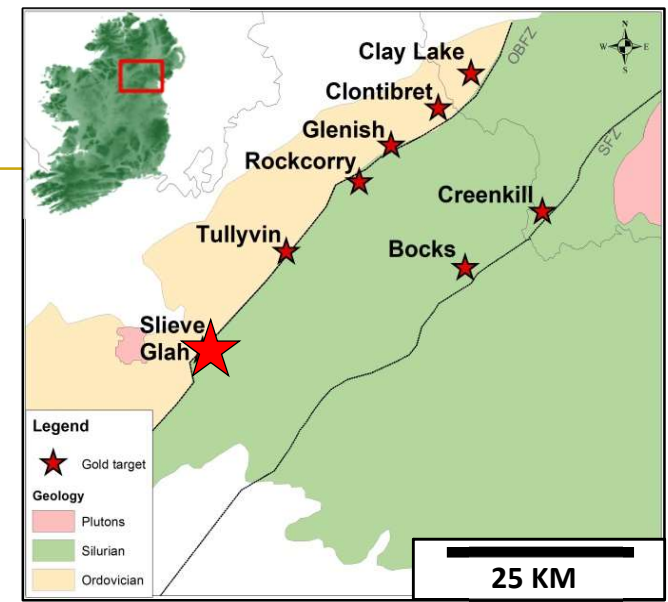 N
W E
S
OBFZ
Clay Lake
Clontibret
Glenish
Rockcorry
SFZ
Creenkill
Tullyvin
Bocks
Slieve
Glah
Legend
Gold target
Geology
Plutons
Silurian
Ordovician
25 KM